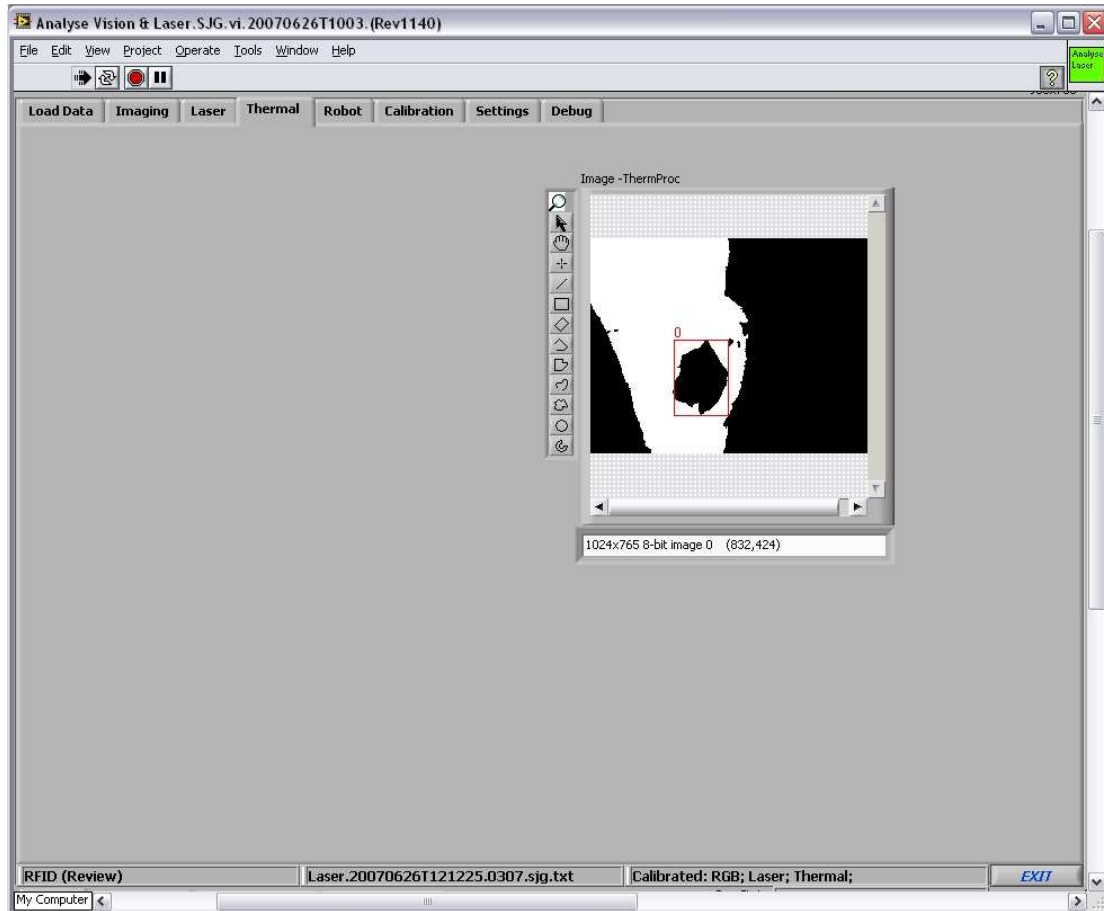 Analyse Vision & Laser.SJG.vi.20070626T1003.(Rev1140)
File Edit View Project Operate Tools Window Help
Analyse
Laser
Load Data Imaging Laser Thermal Robot Calibration Settings Debug
Image -ThermProc
0
1024x765 8-bit image 0 (832,424)
RFID (Review) Laser.20070626T121225.0307.sjg.txt Calibrated: RGB; Laser; Thermal; EXIT
My Computer